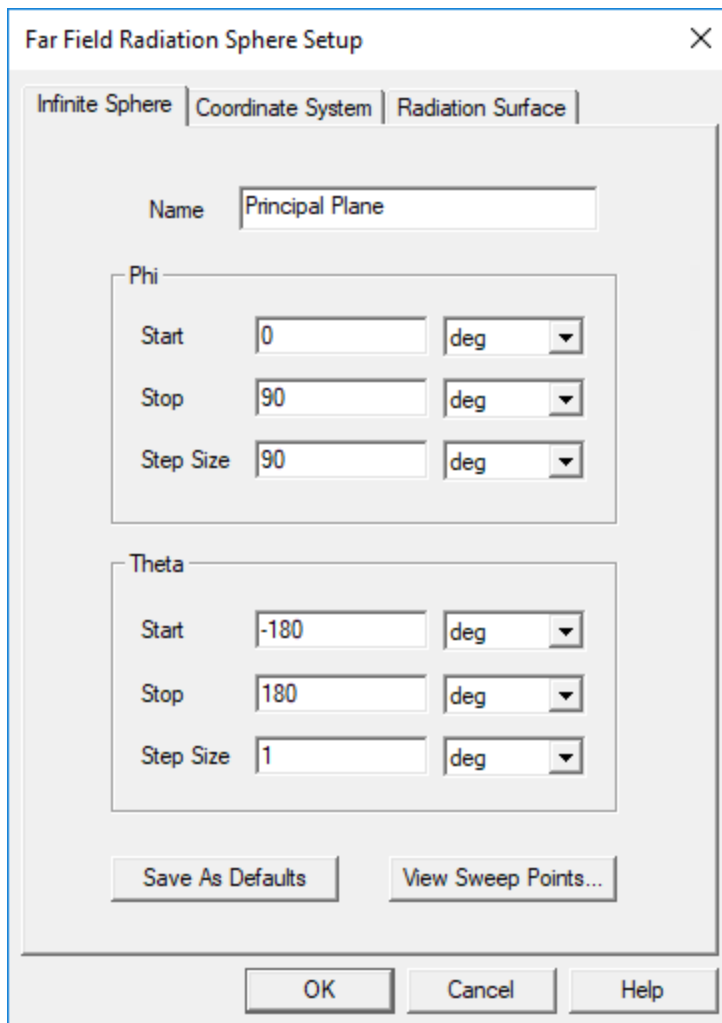 Far Field Radiation Sphere Setup
Infinite Sphere Coordinate System Radiation Surface
Name Principal Plane
Phi
Start 0 deg
Stop 90 deg
Step Size 90 deg
Theta
Start -180 deg
Stop 180 deg
Step Size 1 deg
Save As Defaults View Sweep Points...
OK Cancel Help